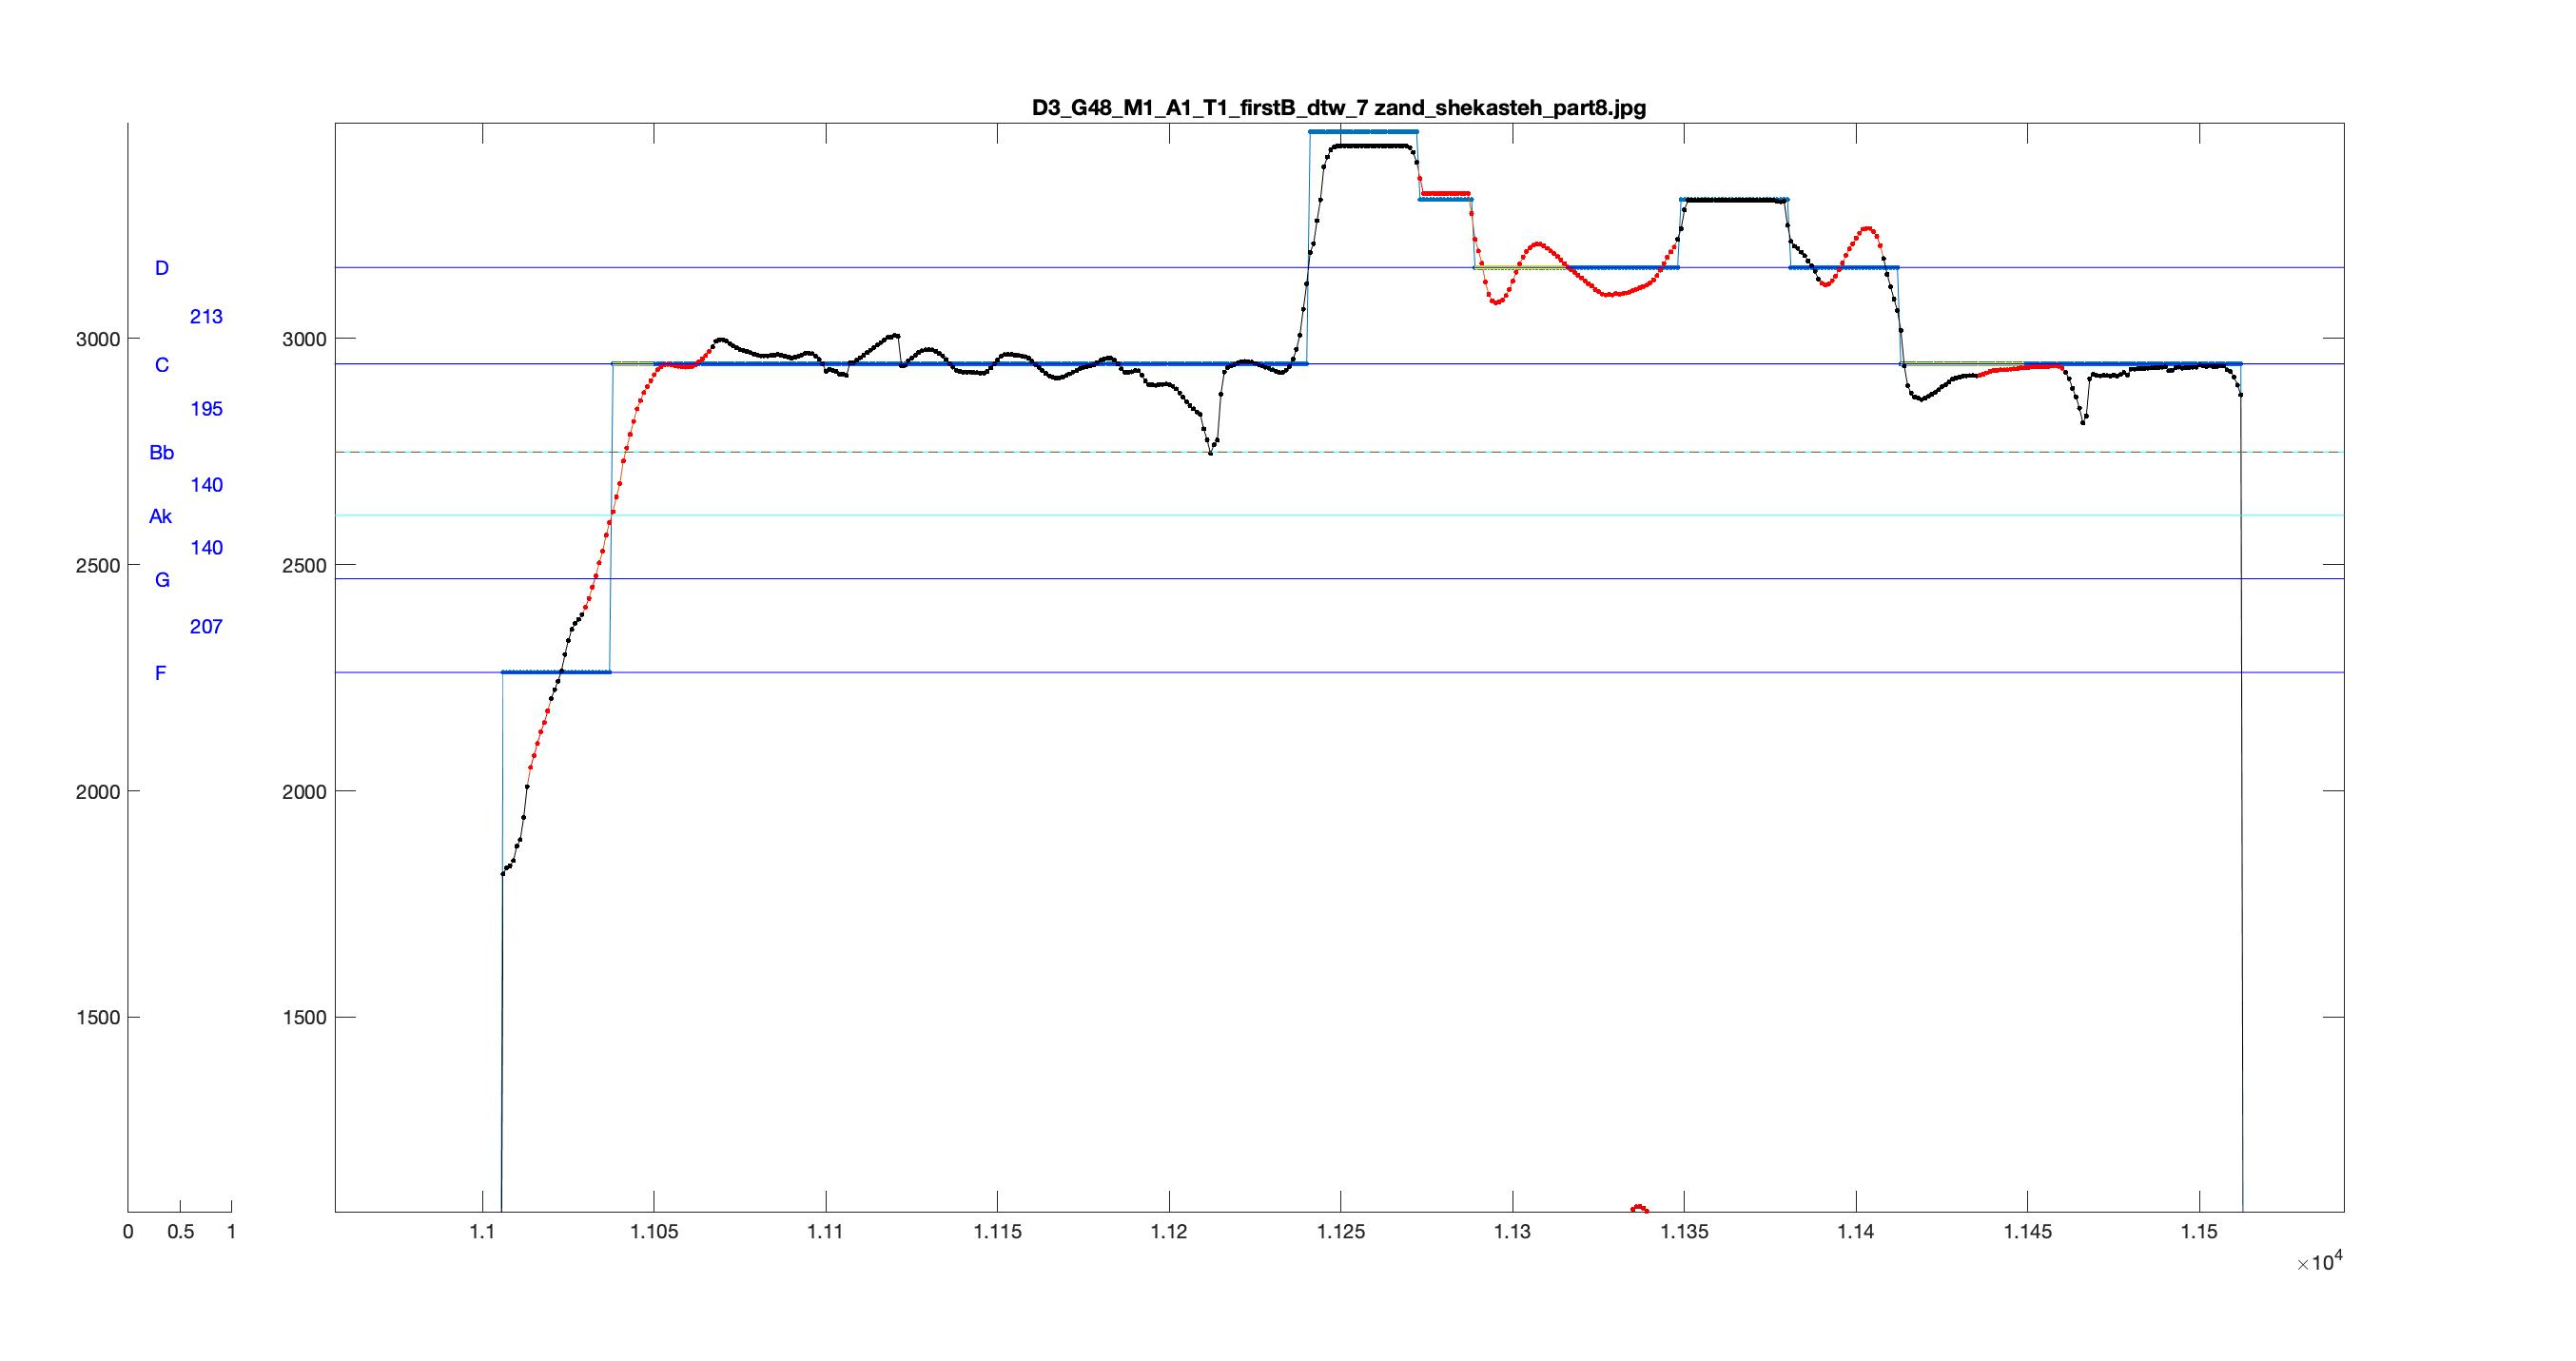 D3_G48_M1_A1_T1_firstB_dtw_7 zand_shekasteh_part8.jpg
D
213
3000 3000
C
195
Bb
140
Ak
140
2500 2500
G
207
F
2000 2000
1500 1500
0 0.5 1 1.1 1.105 1.11 1.115 1.12 1.125 1.13 1.135 1.14 1.145 1.15
×10^4